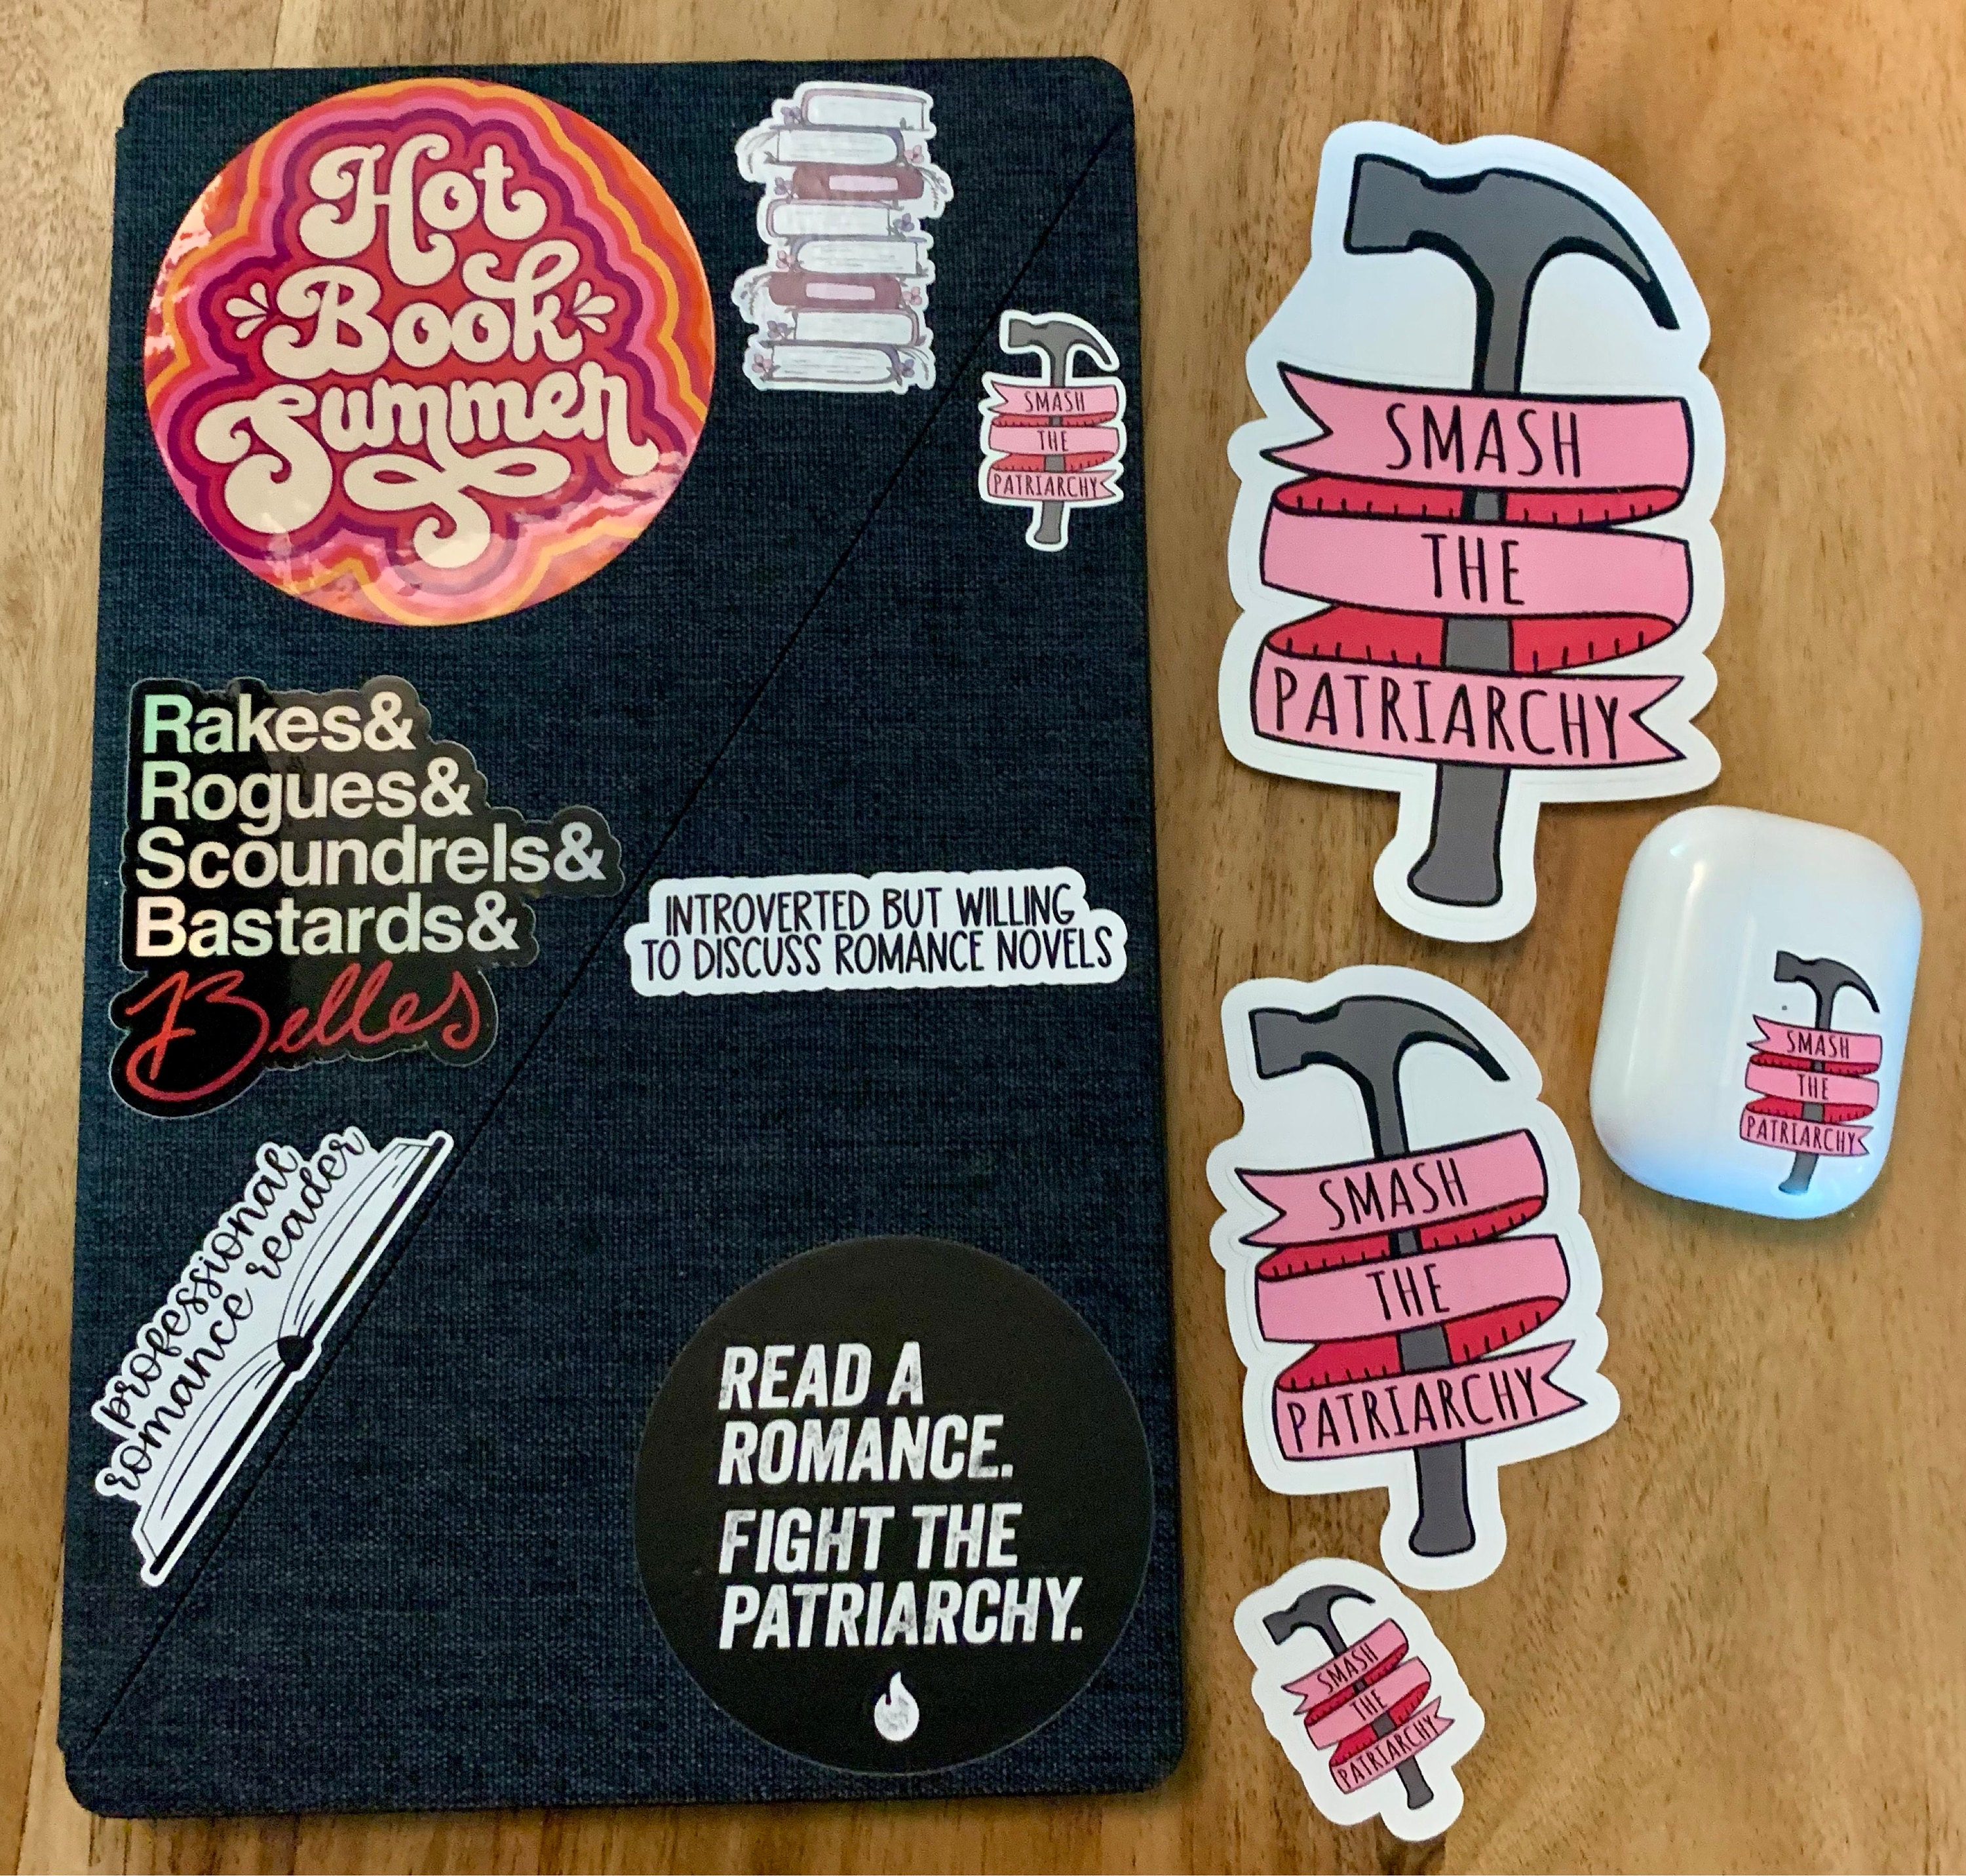 Hot
Book
Summer
SMASH
THE
PATRIARCHY
Rakes&
Rogues&
Scoundrels&
Bastards&
Belles
INTROVERTED BUT WILLING
TO DISCUSS ROMANCE NOVELS
professional
romance reader
READ A
ROMANCE.
FIGHT THE
PATRIARCHY.
SMASH
THE
PATRIARCHY
SMASH
THE
PATRIARCHY
SMASH
THE
PATRIARCHY
SMASH
THE
PATRIARCHY